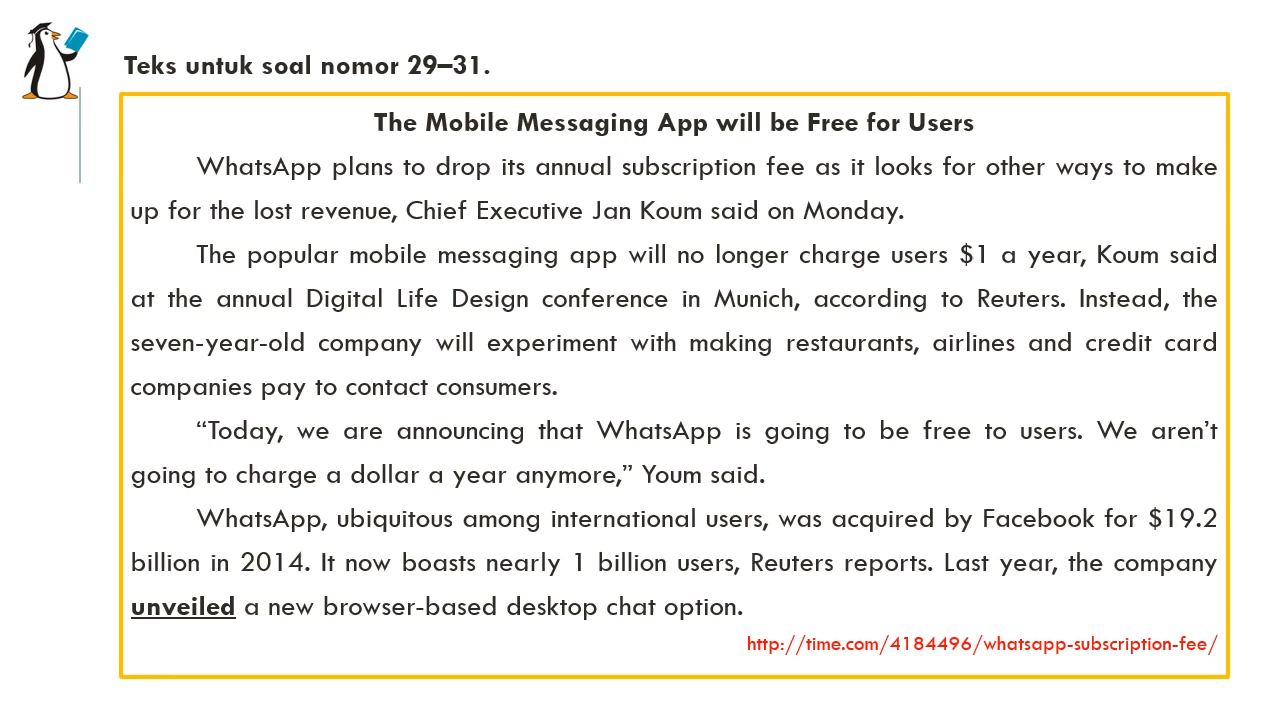 Teks untuk soal nomor 29–31.
The Mobile Messaging App will be Free for Users
WhatsApp plans to drop its annual subscription fee as it looks for other ways to make
up for the lost revenue, Chief Executive Jan Koum said on Monday.
The popular mobile messaging app will no longer charge users $1 a year, Koum said
at the annual Digital Life Design conference in Munich, according to Reuters. Instead, the
seven-year-old company will experiment with making restaurants, airlines and credit card
companies pay to contact consumers.
“Today, we are announcing that WhatsApp is going to be free to users. We aren’t
going to charge a dollar a year anymore,” Youm said.
WhatsApp, ubiquitous among international users, was acquired by Facebook for $19.2
billion in 2014. It now boasts nearly 1 billion users, Reuters reports. Last year, the company
unveiled a new browser-based desktop chat option.
http://time.com/4184496/whatsapp-subscription-fee/